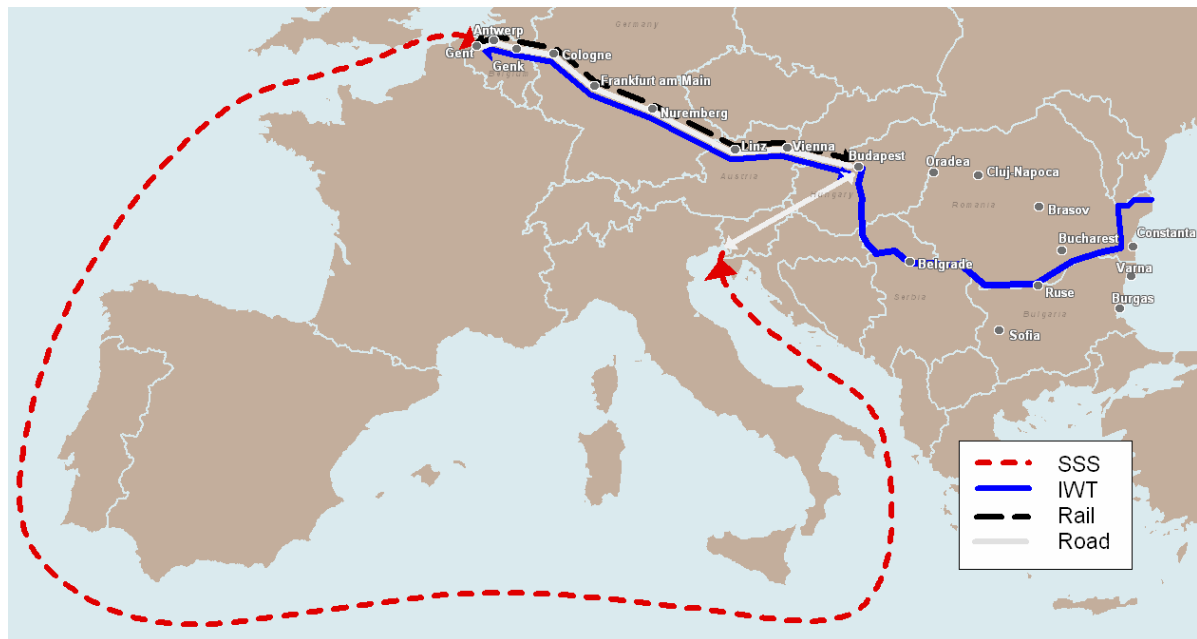 Germany
Antwerp
Gent
Genk
Belgium
Cologne
Frankfurt am Main
Nuremberg
Linz
Vienna
Austria
Budapest
Hungary
Oradea
Cluj-Napoca
Romania
Brasov
Bucharest
Constanta
Belgrade
Varna
Serbia
Ruse
Burgas
Bulgaria
Sofia
SSS
IWT
Rail
Road